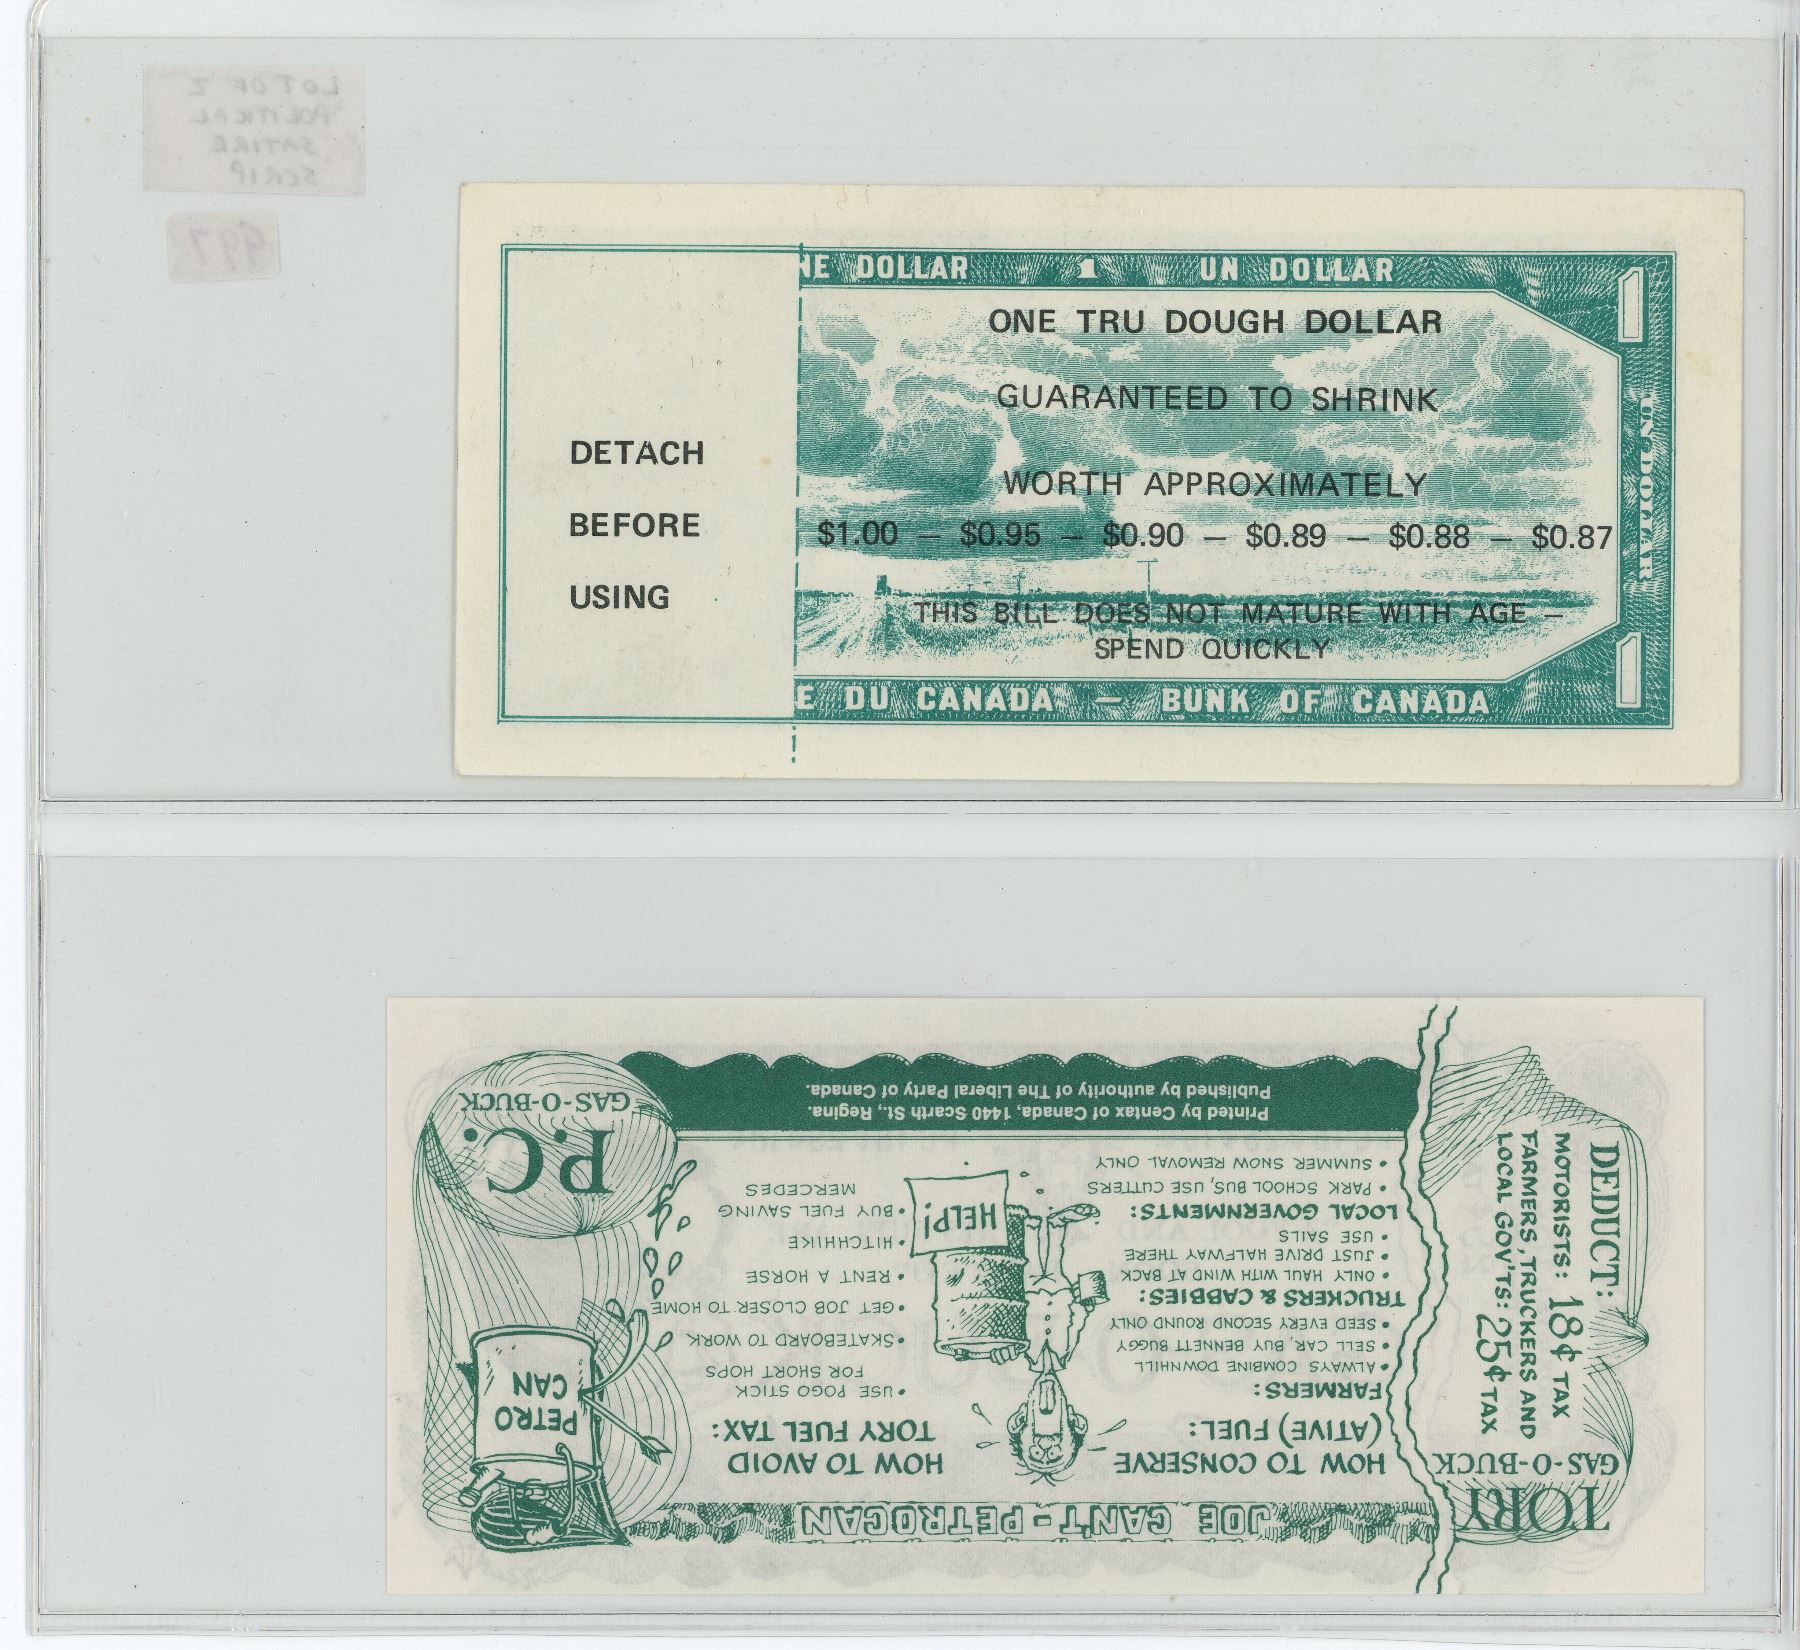 LOT OF 2
POLITICAL
SATIRE
SCRIP
997
NE DOLLAR 1 UN DOLLAR
1
ONE TRU DOUGH DOLLAR
GUARANTEED TO SHRINK
WORTH APPROXIMATELY
$1.00 — $0.95 — $0.90 — $0.89 — $0.88 — $0.87
THIS BILL DOES NOT MATURE WITH AGE —
SPEND QUICKLY
UN DOLLAR
1
E DU CANADA — BUNK OF CANADA
DETACH
BEFORE
USING
TORY
GAS-O-BUCK
DEDUCT:
MOTORISTS: 18¢ TAX
FARMERS, TRUCKERS AND
LOCAL GOV'TS: 25¢ TAX
JOE CAN'T - PETROCAN
HOW TO CONSERVE
(ATIVE) FUEL:
FARMERS:
• ALWAYS COMBINE DOWNHILL
• SELL CAR, BUY BENNETT BUGGY
• SEED EVERY SECOND ROUND ONLY
TRUCKERS & CABBIES:
• ONLY HAUL WITH WIND AT BACK
• JUST DRIVE HALFWAY THERE
• USE SAILS
LOCAL GOVERNMENTS:
• PARK SCHOOL BUS, USE CUTTERS
• SUMMER SNOW REMOVAL ONLY
HELP!
HOW TO AVOID
TORY FUEL TAX:
• USE POGO STICK
FOR SHORT HOPS
• SKATEBOARD TO WORK
• GET JOB CLOSER TO HOME
• RENT A HORSE
• HITCHHIKE
• BUY FUEL SAVING
MERCEDES
PETRO
CAN
P.C.
GAS-O-BUCK
Printed by Centax of Canada, 1440 Scarth St., Regina.
Published by authority of The Liberal Party of Canada.